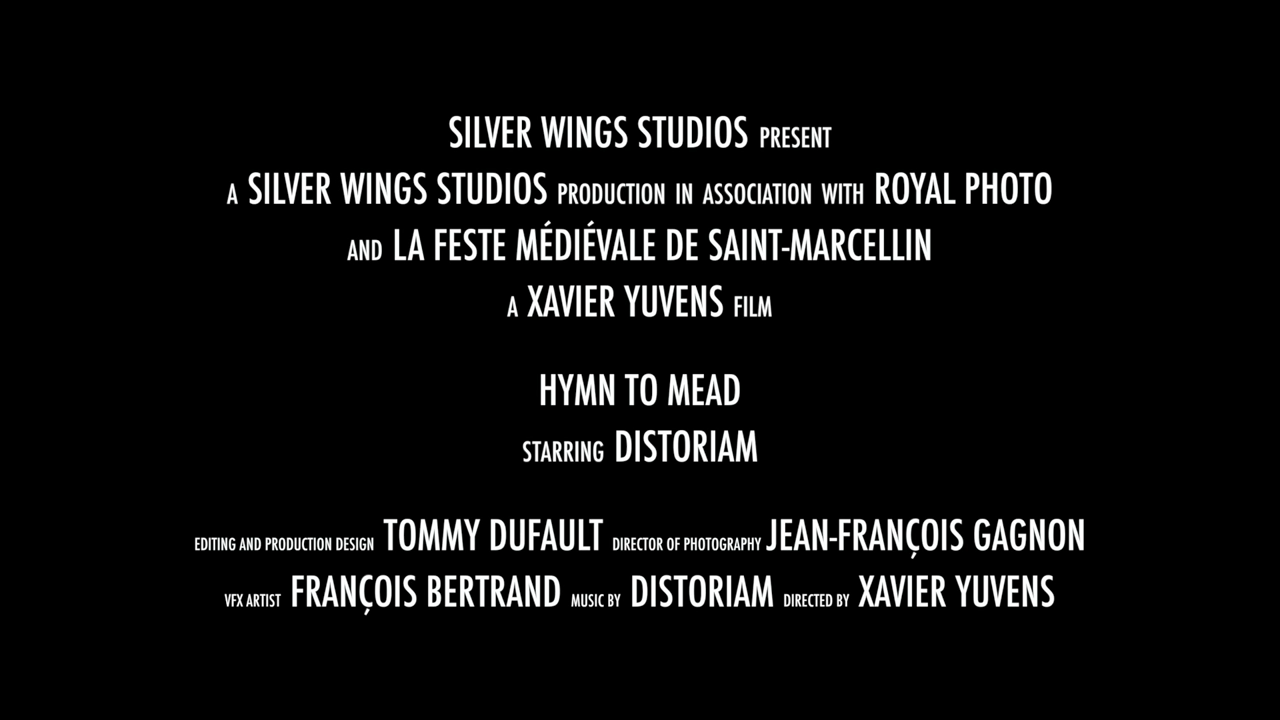 SILVER WINGS STUDIOS PRESENT
A SILVER WINGS STUDIOS PRODUCTION IN ASSOCIATION WITH ROYAL PHOTO
AND LA FESTE MÉDIÉVALE DE SAINT-MARCELLIN
A XAVIER YUVENS FILM
HYMN TO MEAD
STARRING DISTORIAM
EDITING AND PRODUCTION DESIGN TOMMY DUFAULT DIRECTOR OF PHOTOGRAPHY JEAN-FRANÇOIS GAGNON
VFX ARTIST FRANÇOIS BERTRAND MUSIC BY DISTORIAM DIRECTED BY XAVIER YUVENS